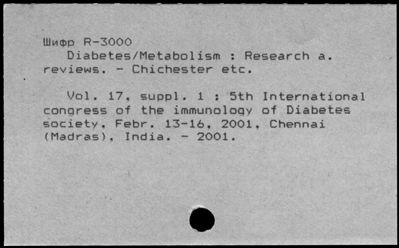 Шифр R-3000
Diabetes/Metabolism : Research a.
reviews. - Chichester etc.
Vol. 17, suppl. 1 : 5th International
congress of the immunology of Diabetes
society, Febr. 13-16, 2001, Chennai
(Madras), India. - 2001.